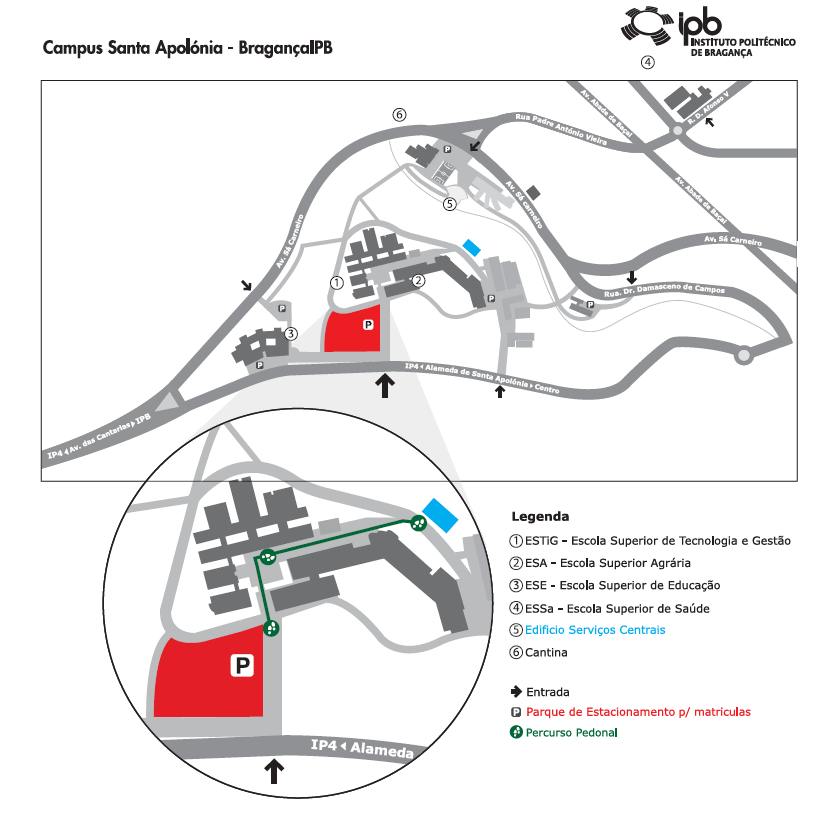 Campus Santa Apolónia - BragançaIPB
ipb
INSTITUTO POLITÉCNICO
DE BRAGANÇA
4
6
Rua Padre António Vieira
Av. Abade de Baçal
R. D. Afonso V
P
Av. Sá carneiro
Av. Abade de Baçal
5
Av. Sá Carneiro
Av. Sá Carneiro
1
2
Rua. Dr. Damasceno de Campos
P
P
P
P
3
P
IP4 Alameda de Santa Apolónia Centro
IP4 Av. das Cantarias IPB
P
IP4 Alameda
Legenda
1 ESTiG – Escola Superior de Tecnologia e Gestão
2 ESA – Escola Superior Agrária
3 ESE - Escola Superior de Educação
4 ESSa – Escola Superior de Saúde
5 Edificio Serviços Centrais
6 Cantina
Entrada
P Parque de Estacionamento p/ matriculas
Percurso Pedonal